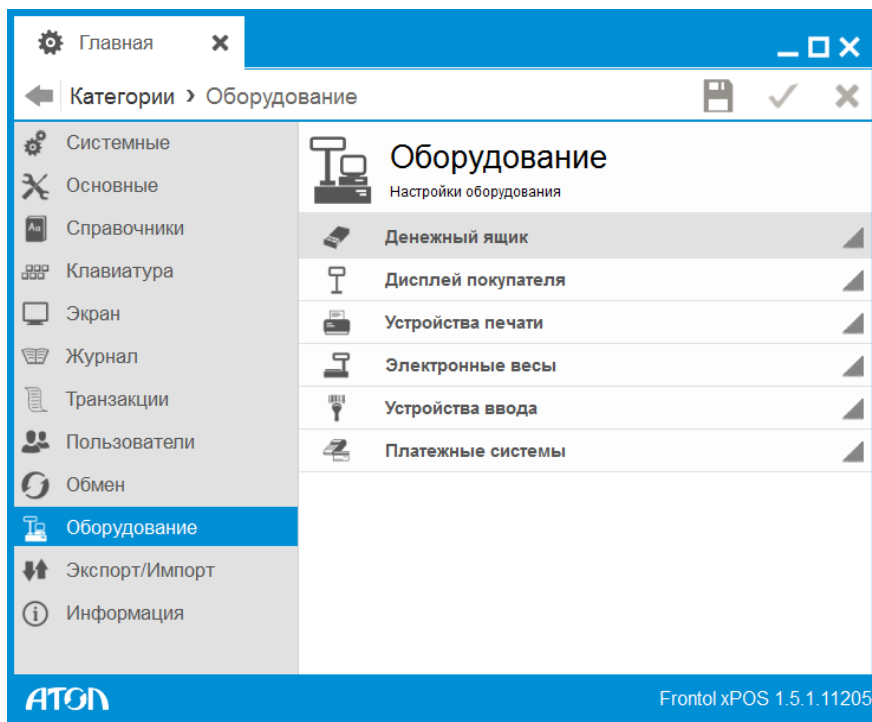 Главная
Категории › Оборудование
Системные
Основные
Справочники
Клавиатура
Экран
Журнал
Транзакции
Пользователи
Обмен
Оборудование
Экспорт/Импорт
Информация
Оборудование
Настройки оборудования
Денежный ящик
Дисплей покупателя
Устройства печати
Электронные весы
Устройства ввода
Платежные системы
АТОЛ
Frontol xPOS 1.5.1.11205